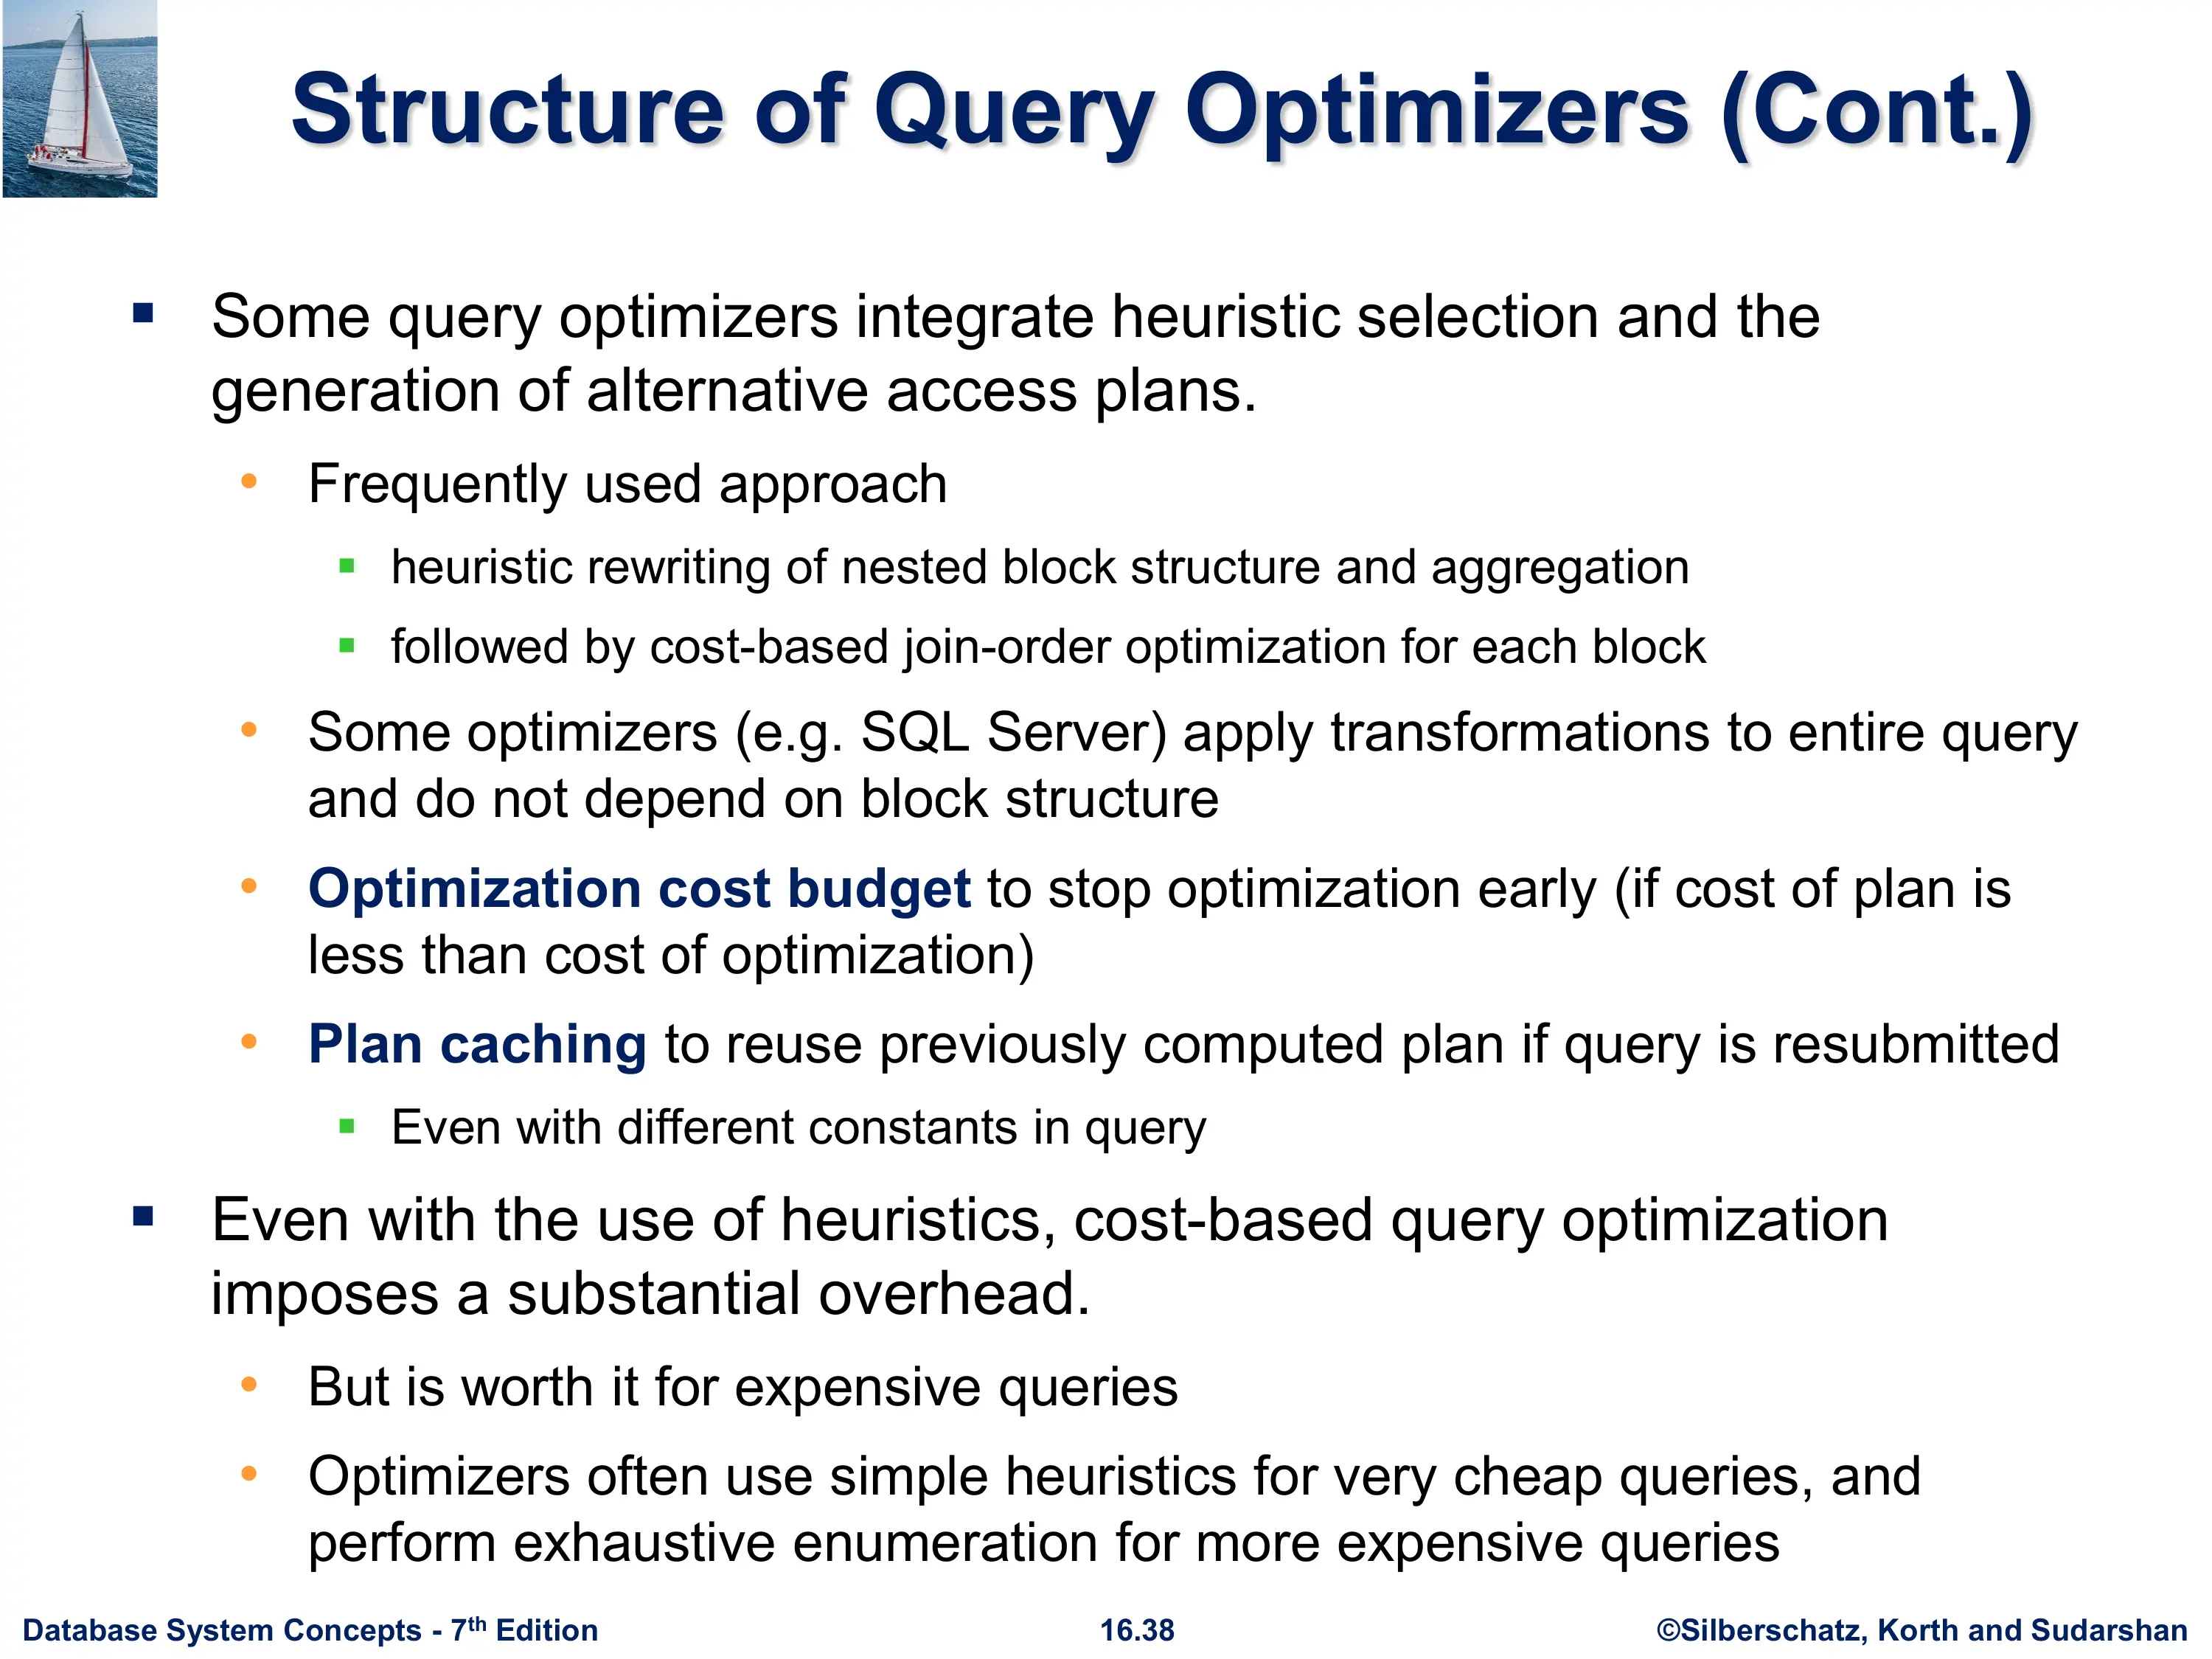 Structure of Query Optimizers (Cont.)
▪ Some query optimizers integrate heuristic selection and the
generation of alternative access plans.
• Frequently used approach
▪ heuristic rewriting of nested block structure and aggregation
▪ followed by cost-based join-order optimization for each block
• Some optimizers (e.g. SQL Server) apply transformations to entire query
and do not depend on block structure
• Optimization cost budget to stop optimization early (if cost of plan is
less than cost of optimization)
• Plan caching to reuse previously computed plan if query is resubmitted
▪ Even with different constants in query
▪ Even with the use of heuristics, cost-based query optimization
imposes a substantial overhead.
• But is worth it for expensive queries
• Optimizers often use simple heuristics for very cheap queries, and
perform exhaustive enumeration for more expensive queries
Database System Concepts - 7th Edition 16.38 ©Silberschatz, Korth and Sudarshan